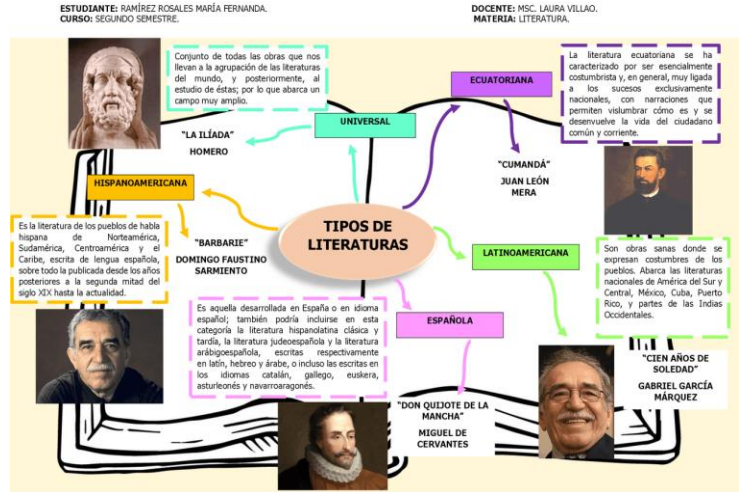 ESTUDIANTE: RAMÍREZ ROSALES MARÍA FERNANDA.
CURSO: SEGUNDO SEMESTRE.
DOCENTE: MSC. LAURA VILLAO.
MATERIA: LITERATURA.
Conjunto de todas las obras que nos
llevan a la agrupación de las literaturas
del mundo, y posteriormente, al
estudio de éstas; por lo que abarca un
campo muy amplio.
UNIVERSAL
"LA ILÍADA"
HOMERO
ECUATORIANA
La literatura ecuatoriana se ha
caracterizado por ser esencialmente
costumbrista y, en general, muy ligada
a los sucesos exclusivamente
nacionales, con narraciones que
permiten vislumbrar cómo es y se
desenvuelve la vida del ciudadano
común y corriente.
"CUMANDÁ"
JUAN LEÓN
MERA
HISPANOAMERICANA
Es la literatura de los pueblos de habla
hispana de Norteamérica,
Sudamérica, Centroamérica y el
Caribe, escrita de lengua española,
sobre todo la publicada desde los años
posteriores a la segunda mitad del
siglo XIX hasta la actualidad.
"BARBARIE"
DOMINGO FAUSTINO
SARMIENTO
TIPOS DE
LITERATURAS
LATINOAMERICANA
Son obras sanas donde se
expresan costumbres de los
pueblos. Abarca las literaturas
nacionales de América del Sur y
Central, México, Cuba, Puerto
Rico, y partes de las Indias
Occidentales.
"CIEN AÑOS DE
SOLEDAD"
GABRIEL GARCÍA
MÁRQUEZ
ESPAÑOLA
Es aquella desarrollada en España o en idioma
español; también podría incluirse en esta
categoría la literatura hispanolatina clásica y
tardía, la literatura judeoespañola y la literatura
arábigoespañola, escritas respectivamente
en latín, hebreo y árabe, o incluso las escritas en
los idiomas catalán, gallego, euskera,
asturleonés y navarroaragonés.
"DON QUIJOTE DE LA
MANCHA"
MIGUEL DE
CERVANTES